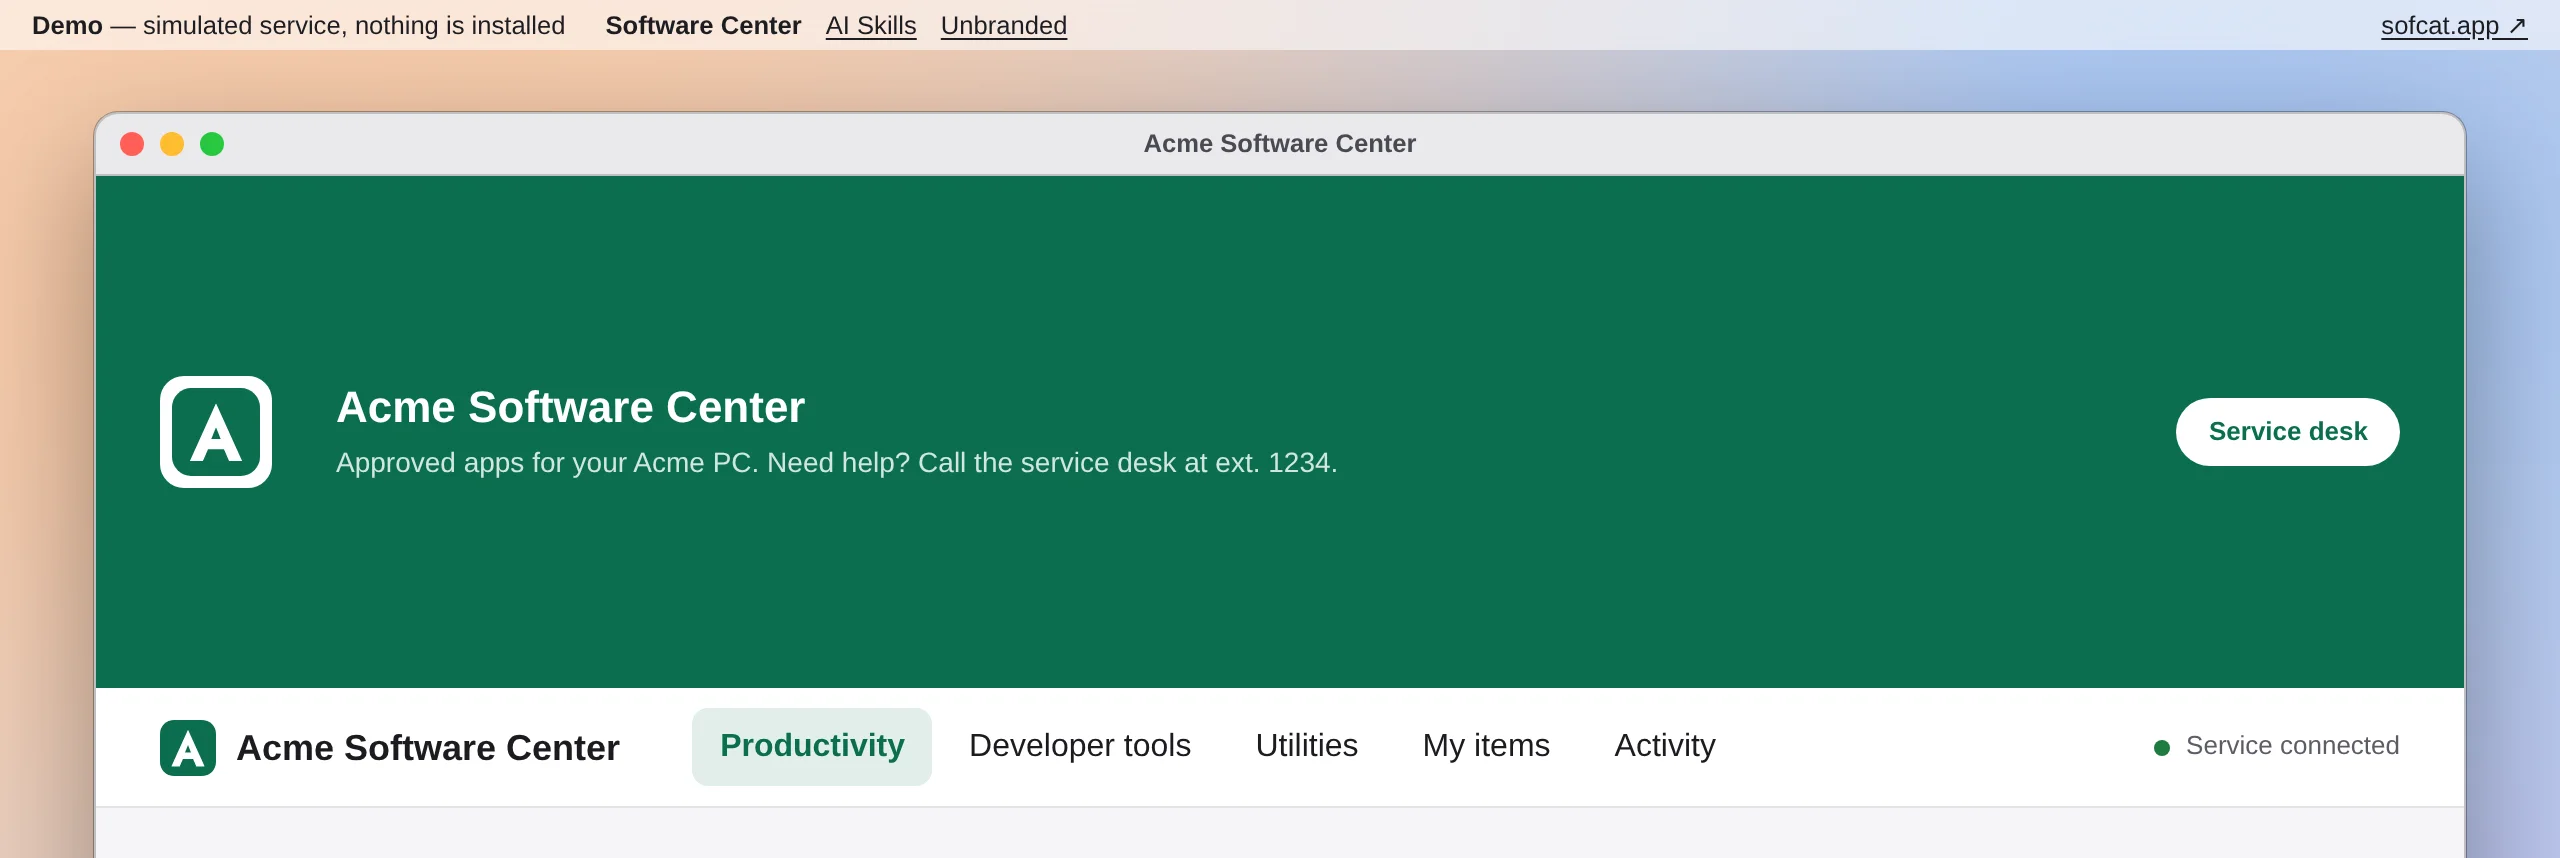 Demo — simulated service, nothing is installed Software Center AI Skills Unbranded sofcat.app ↗
Acme Software Center
A
Acme Software Center
Approved apps for your Acme PC. Need help? Call the service desk at ext. 1234.
Service desk
A Acme Software Center Productivity Developer tools Utilities My items Activity Service connected